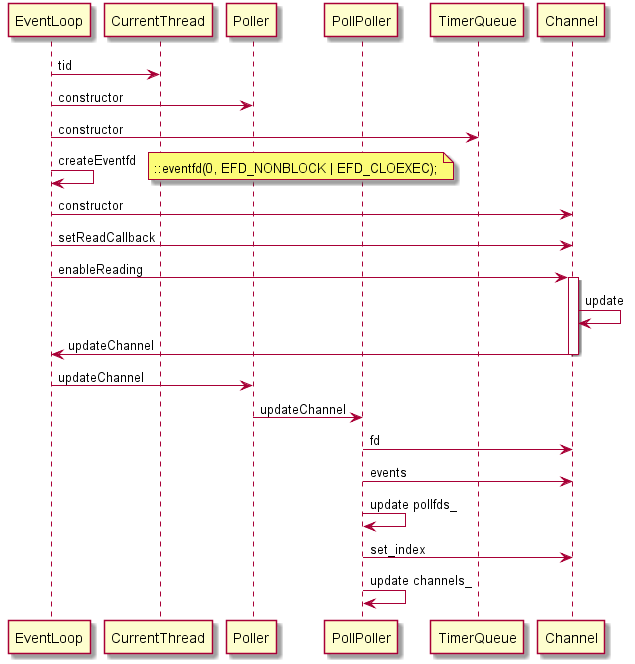 EventLoop CurrentThread Poller PollPoller TimerQueue Channel
tid
constructor
constructor
createEventfd
::eventfd(0, EFD_NONBLOCK | EFD_CLOEXEC);
constructor
setReadCallback
enableReading
update
updateChannel
updateChannel
updateChannel
fd
events
update pollfds_
set_index
update channels_
EventLoop CurrentThread Poller PollPoller TimerQueue Channel